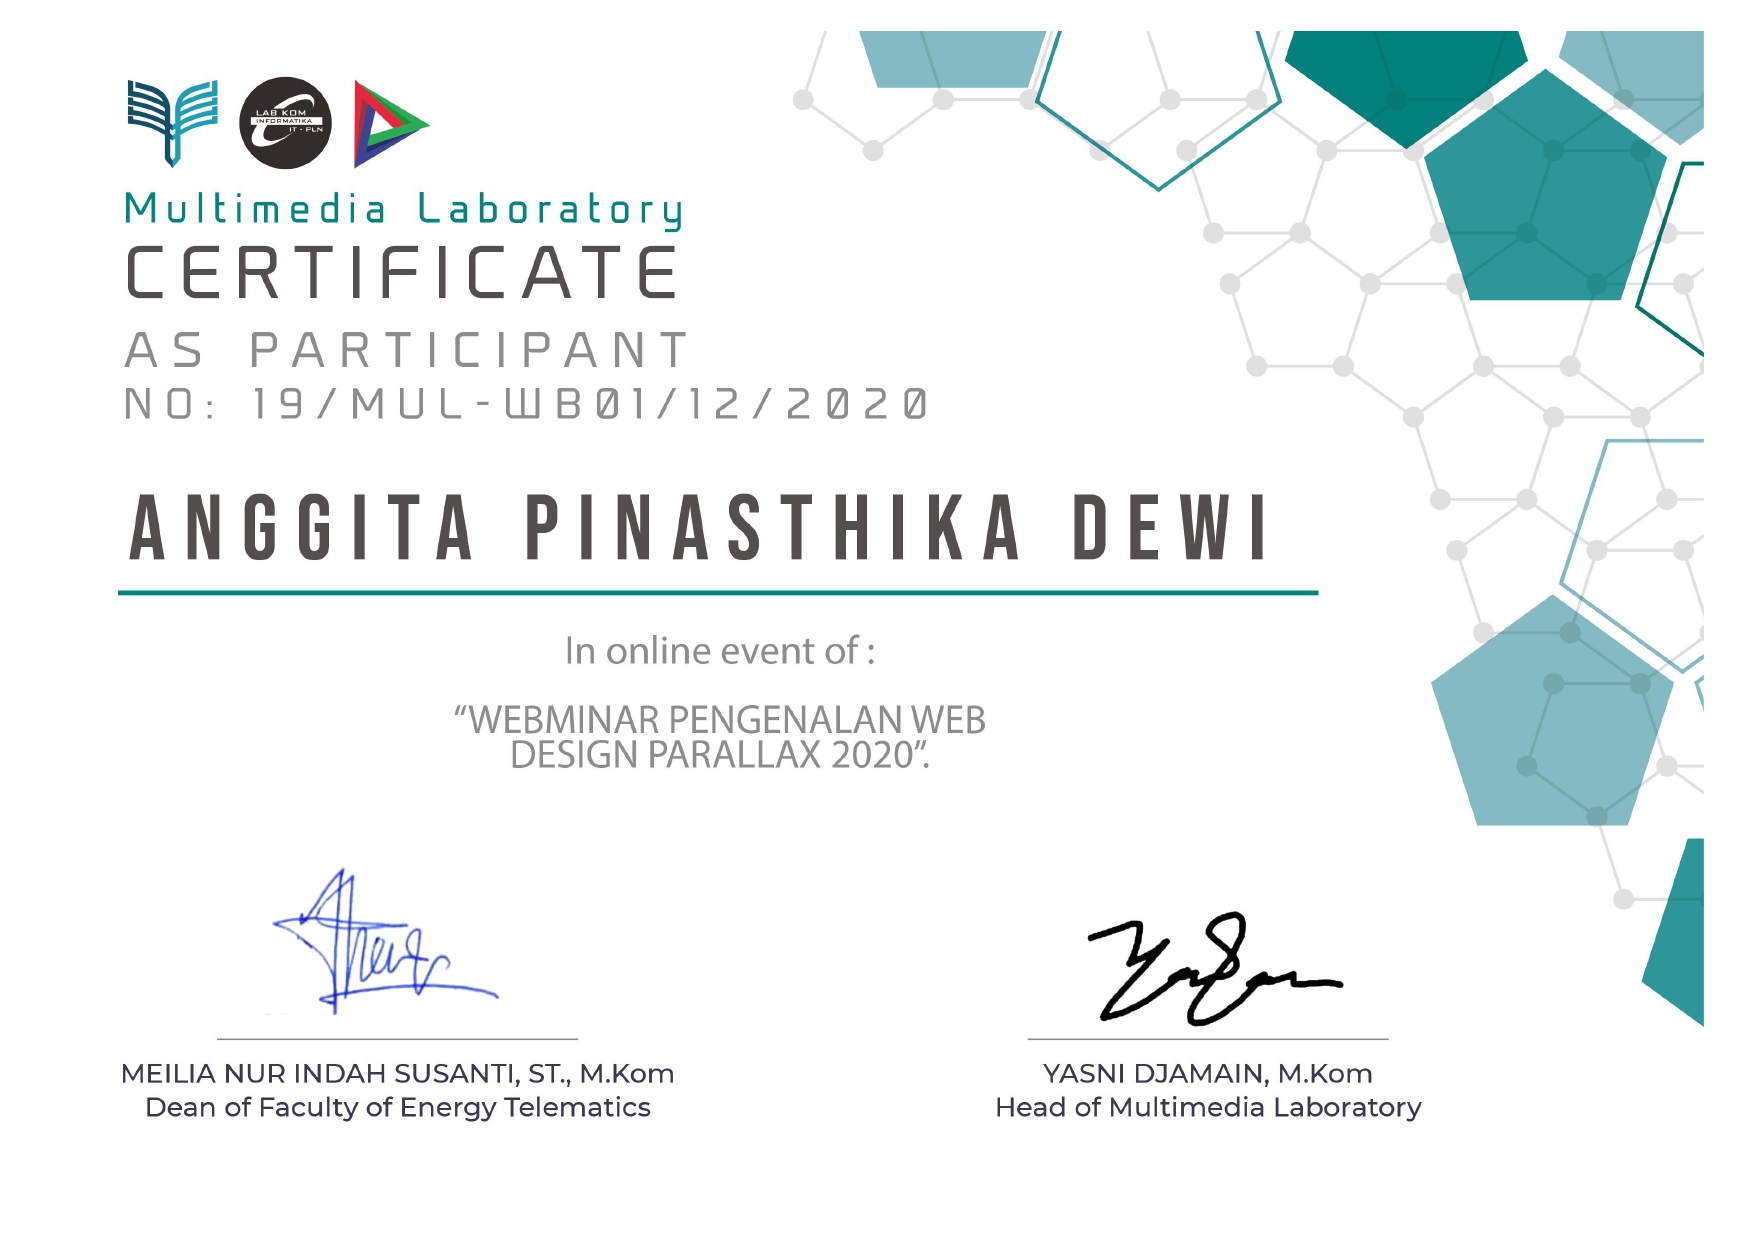 LAB KOM
INFORMATIKA
IT - PLN
Multimedia Laboratory
CERTIFICATE
AS PARTICIPANT
NO: 19/MUL-WB01/12/2020
ANGGITA PINASTHIKA DEWI
In online event of :
“WEBMINAR PENGENALAN WEB
DESIGN PARALLAX 2020”.
MEILIA NUR INDAH SUSANTI, ST., M.Kom
Dean of Faculty of Energy Telematics
YASNI DJAMAIN, M.Kom
Head of Multimedia Laboratory